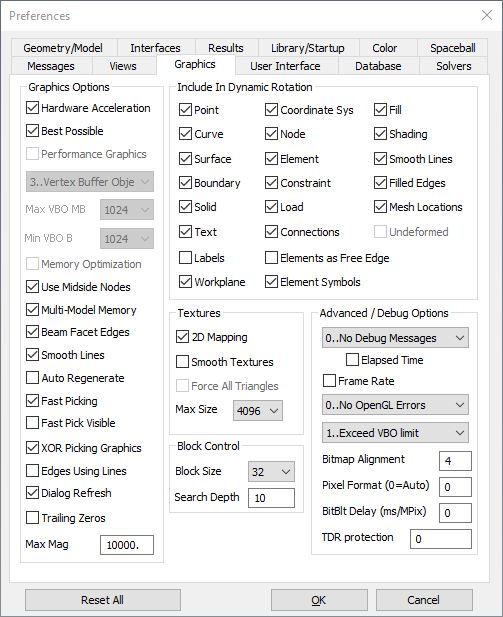 Preferences
Geometry/Model Interfaces Results Library/Startup Color Spaceball
Messages Views Graphics User Interface Database Solvers
Graphics Options
Hardware Acceleration
Best Possible
Performance Graphics
3..Vertex Buffer Obje
Max VBO MB 1024
Min VBO B 1024
Memory Optimization
Use Midside Nodes
Multi-Model Memory
Beam Facet Edges
Smooth Lines
Auto Regenerate
Fast Picking
Fast Pick Visible
XOR Picking Graphics
Edges Using Lines
Dialog Refresh
Trailing Zeros
Max Mag 10000.
Include In Dynamic Rotation
Point Coordinate Sys Fill
Curve Node Shading
Surface Element Smooth Lines
Boundary Constraint Filled Edges
Solid Load Mesh Locations
Text Connections Undeformed
Labels Elements as Free Edge
Workplane Element Symbols
Textures
2D Mapping
Smooth Textures
Force All Triangles
Max Size 4096
Block Control
Block Size 32
Search Depth 10
Advanced / Debug Options
0..No Debug Messages
Elapsed Time
Frame Rate
0..No OpenGL Errors
1..Exceed VBO limit
Bitmap Alignment 4
Pixel Format (0=Auto) 0
BitBlt Delay (ms/MPix) 0
TDR protection 0
Reset All OK Cancel